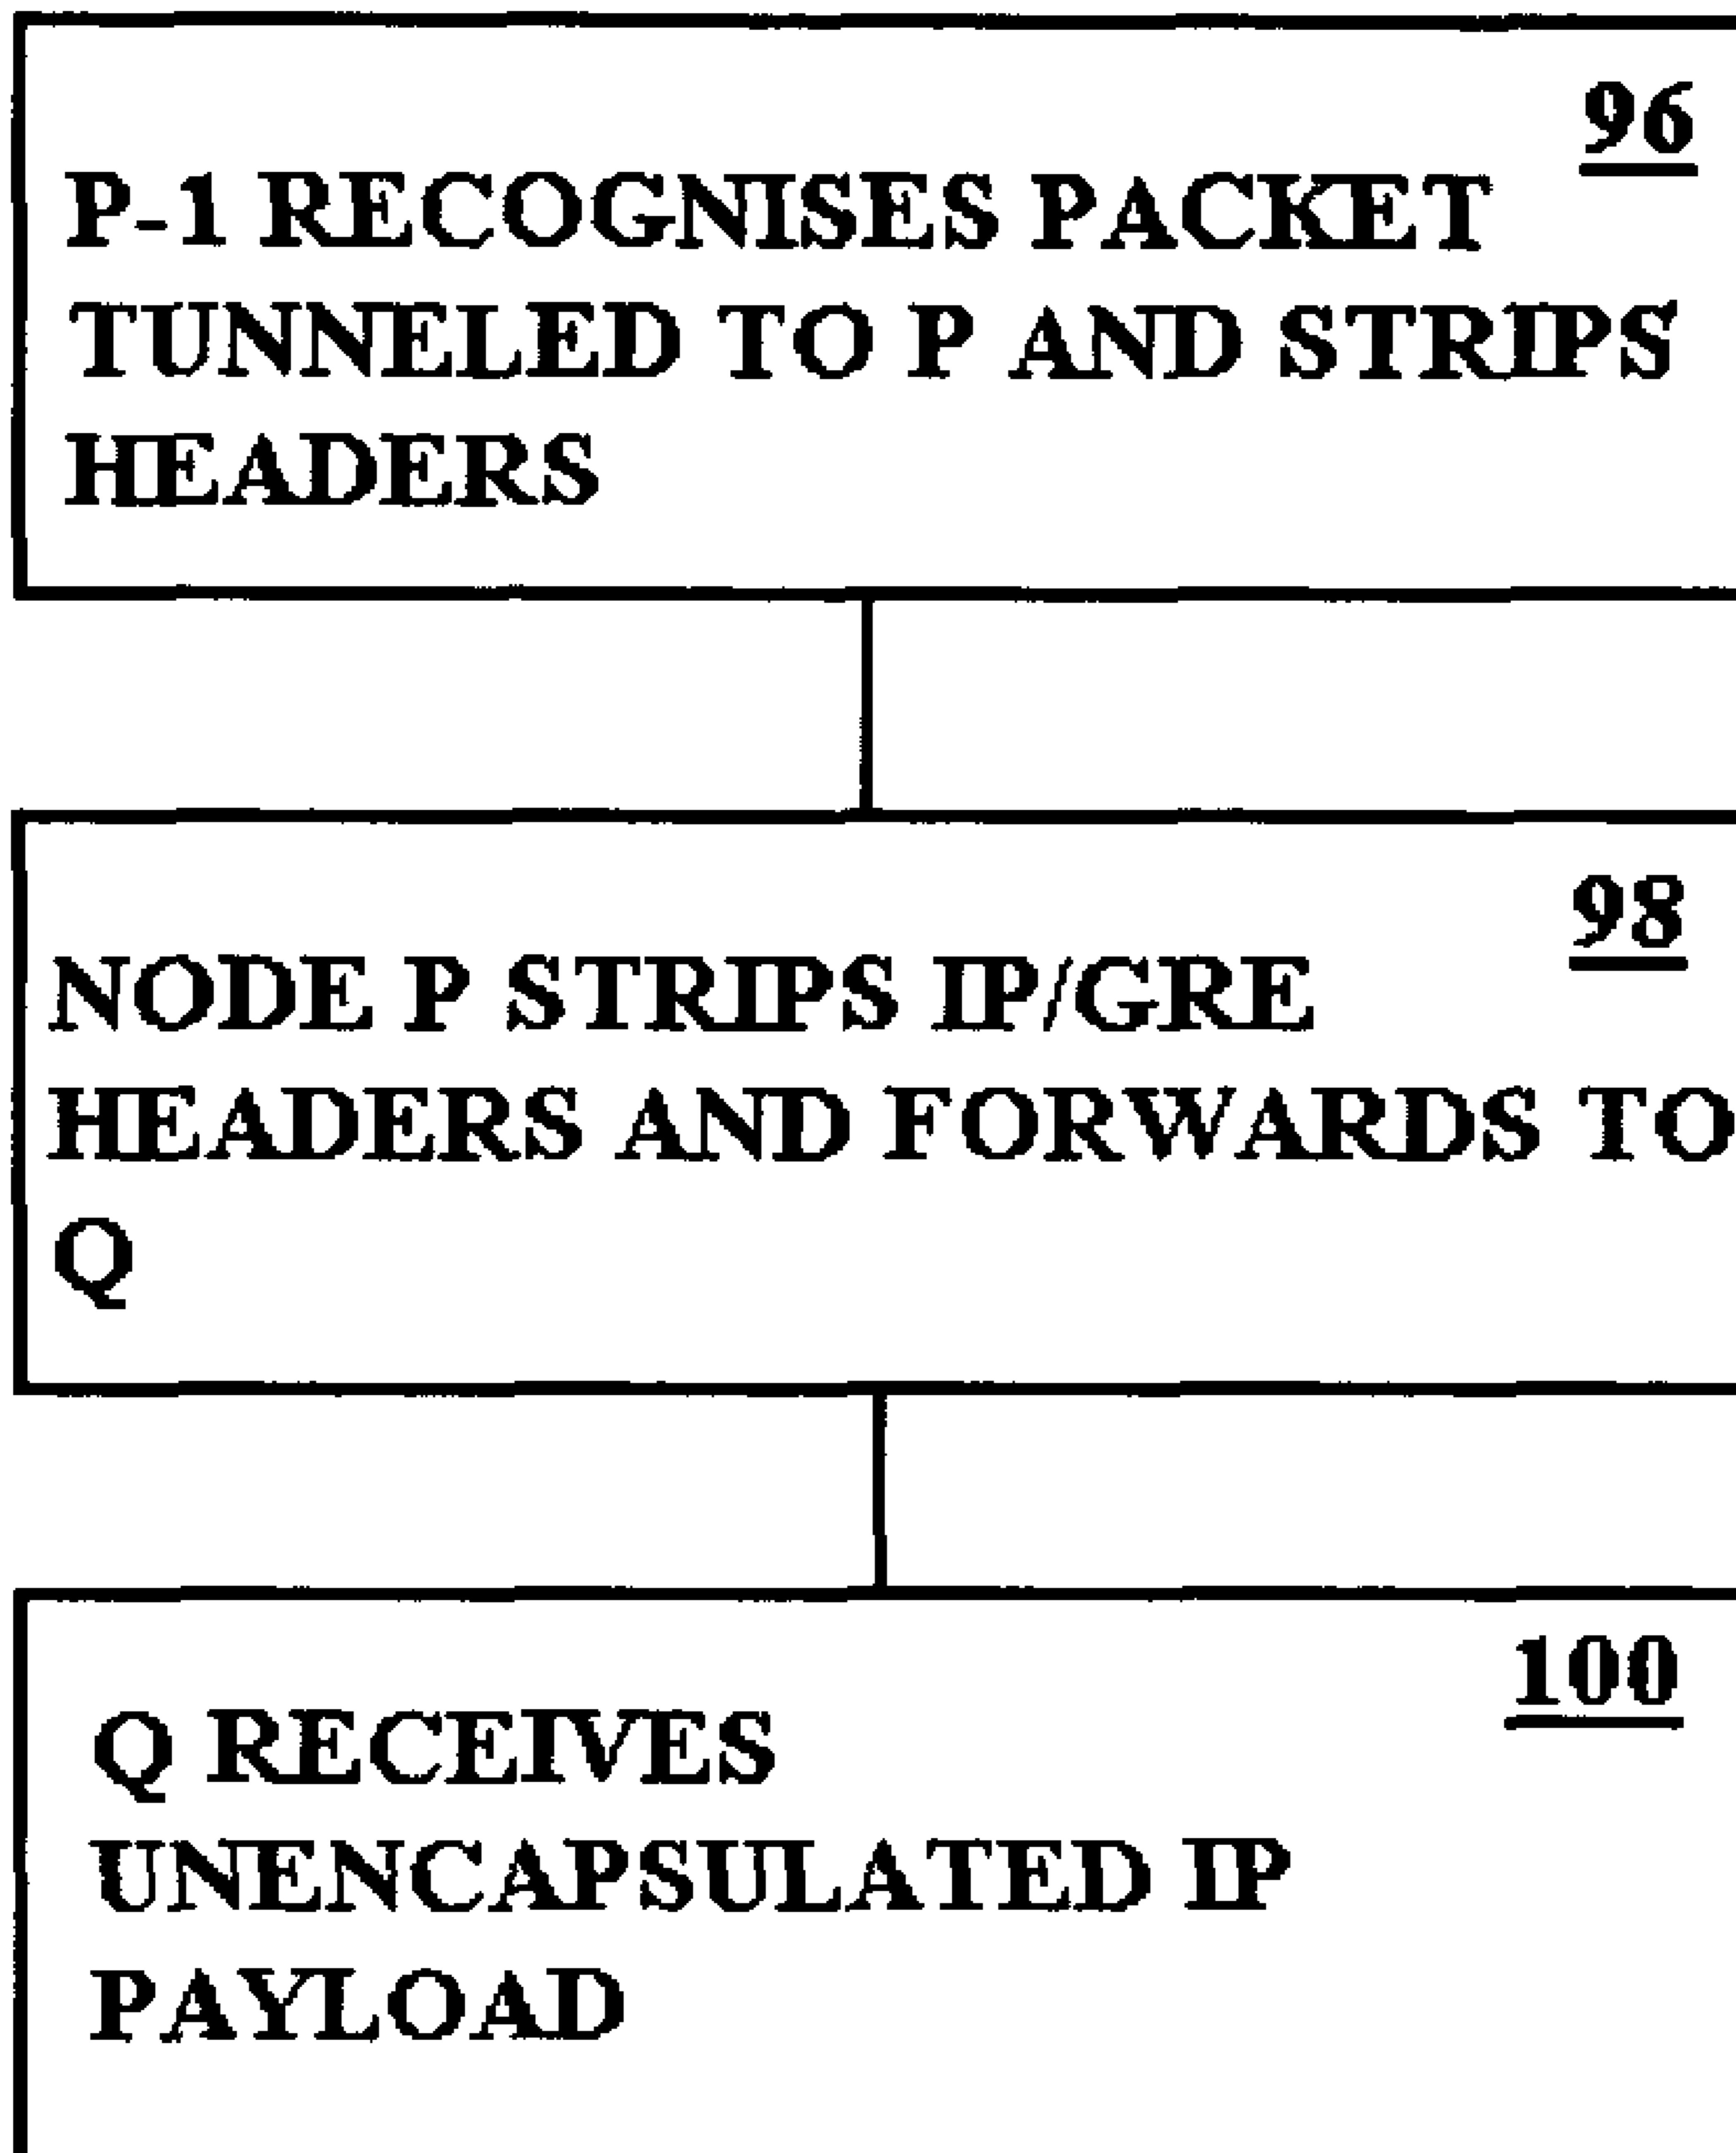 96
P-1 RECOGNISES PACKET
TUNNELED TO P AND STRIPS
HEADERS
98
NODE P STRIPS IP/GRE
HEADERS AND FORWARDS TO
Q
100
Q RECEIVES
UNENCAPSULATED IP
PAYLOAD